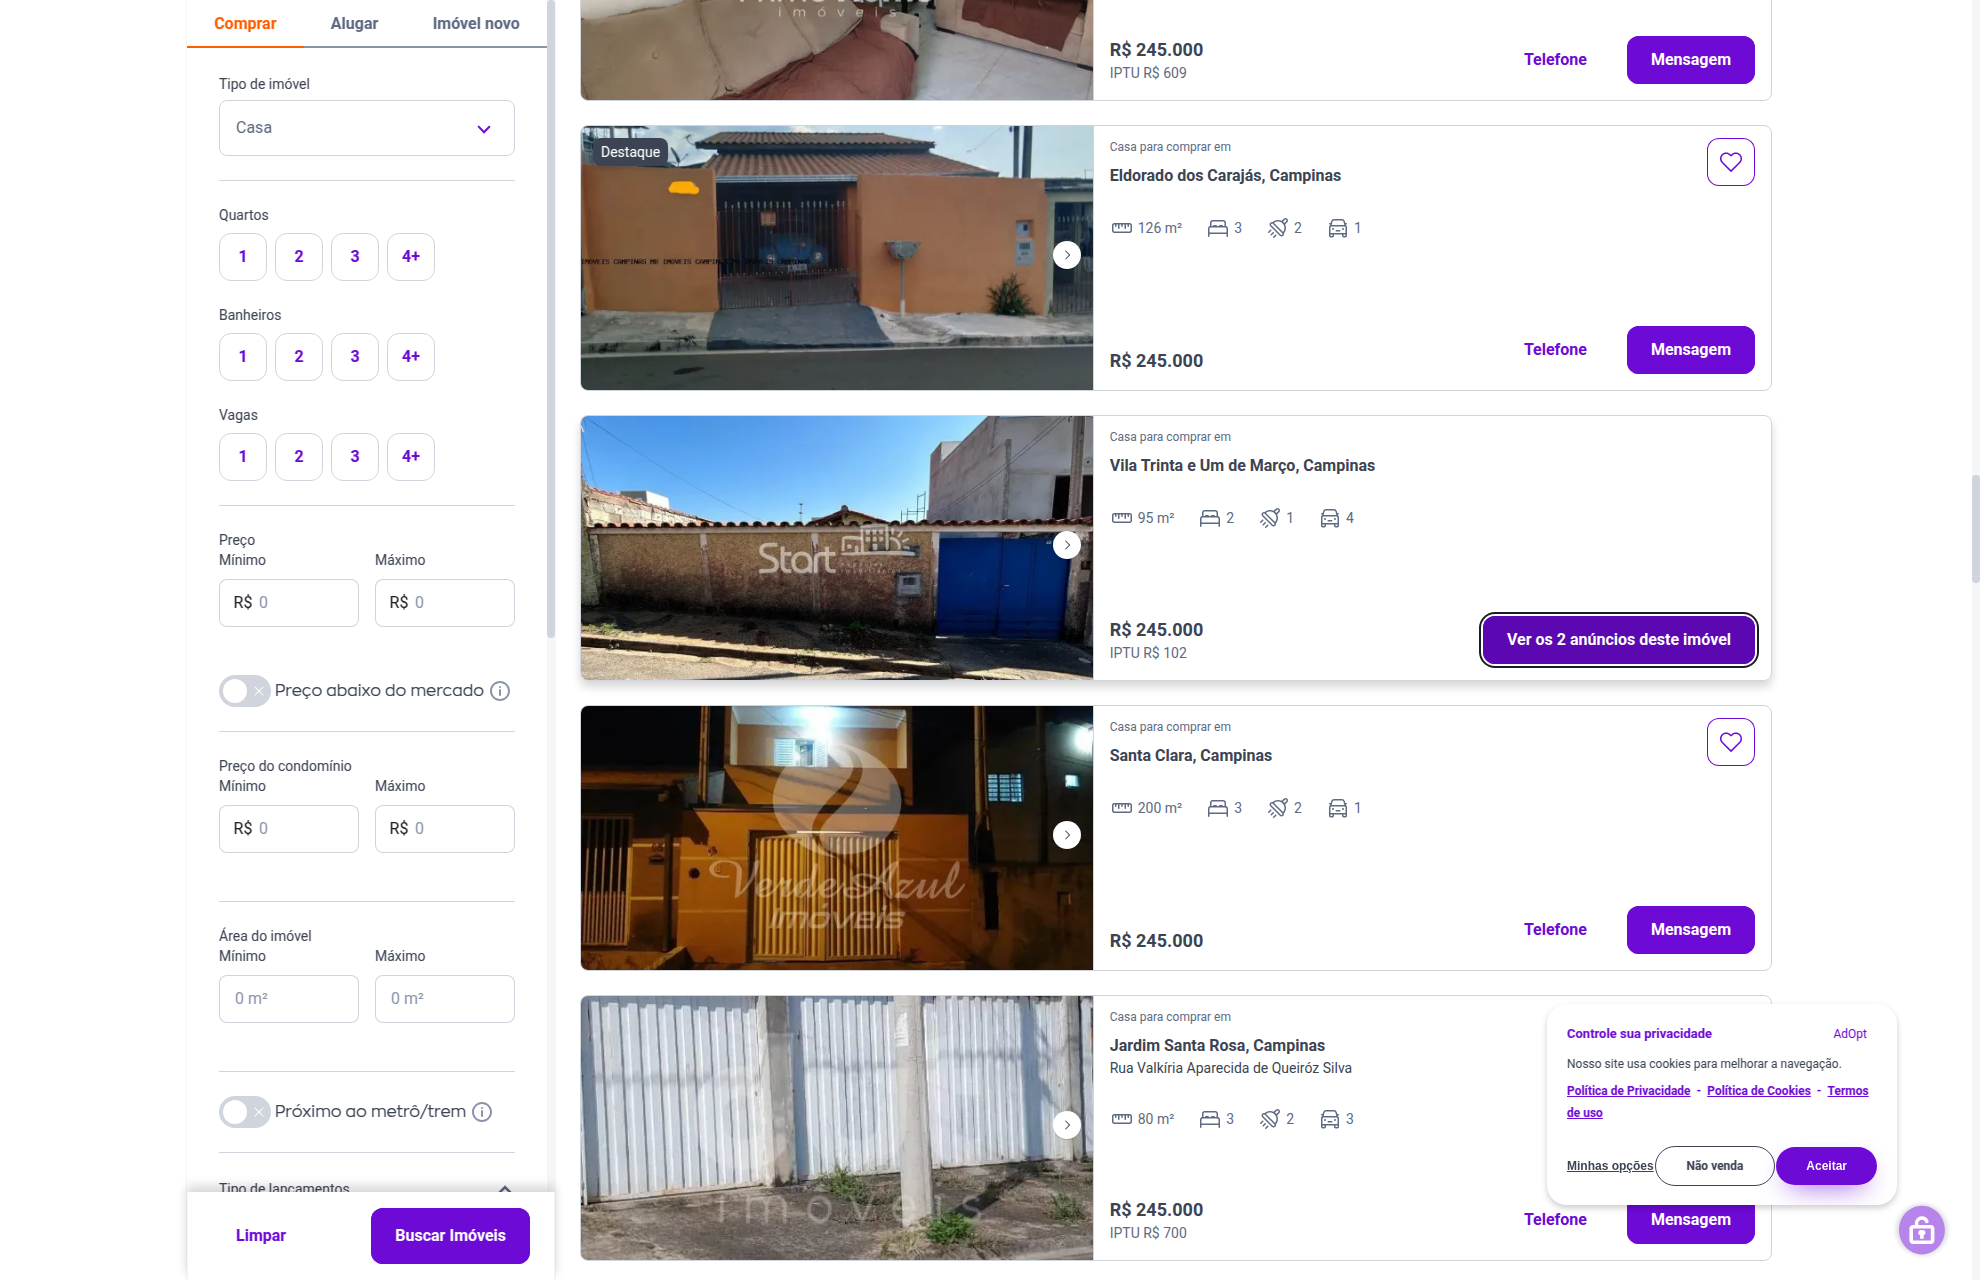 Comprar
Alugar
Imóvel novo
Tipo de imóvel
Casa
Quartos
1
2
3
4+
Banheiros
1
2
3
4+
Vagas
1
2
3
4+
Preço
Mínimo
Máximo
R$ 0
R$ 0
Preço abaixo do mercado
Preço do condomínio
Mínimo
Máximo
R$ 0
R$ 0
Área do imóvel
Mínimo
Máximo
0 m²
0 m²
Próximo ao metrô/trem
Tipo de lançamentos
Limpar
Buscar Imóveis
imóveis
R$ 245.000
IPTU R$ 609
Telefone
Mensagem
Destaque
IMOVEIS CAMPINAS MB IMOVEIS CAMPINAS
Casa para comprar em
Eldorado dos Carajás, Campinas
126 m²
3
2
1
R$ 245.000
Telefone
Mensagem
Start
Casa para comprar em
Vila Trinta e Um de Março, Campinas
95 m²
2
1
4
R$ 245.000
IPTU R$ 102
Ver os 2 anúncios deste imóvel
VerdeAzul
imóveis
Casa para comprar em
Santa Clara, Campinas
200 m²
3
2
1
R$ 245.000
Telefone
Mensagem
imóveis
Casa para comprar em
Jardim Santa Rosa, Campinas
Rua Valkíria Aparecida de Queiróz Silva
80 m²
3
2
3
R$ 245.000
IPTU R$ 700
Telefone
Mensagem
Controle sua privacidade
AdOpt
Nosso site usa cookies para melhorar a navegação.
Política de Privacidade - Política de Cookies - Termos
de uso
Minhas opções
Não venda
Aceitar